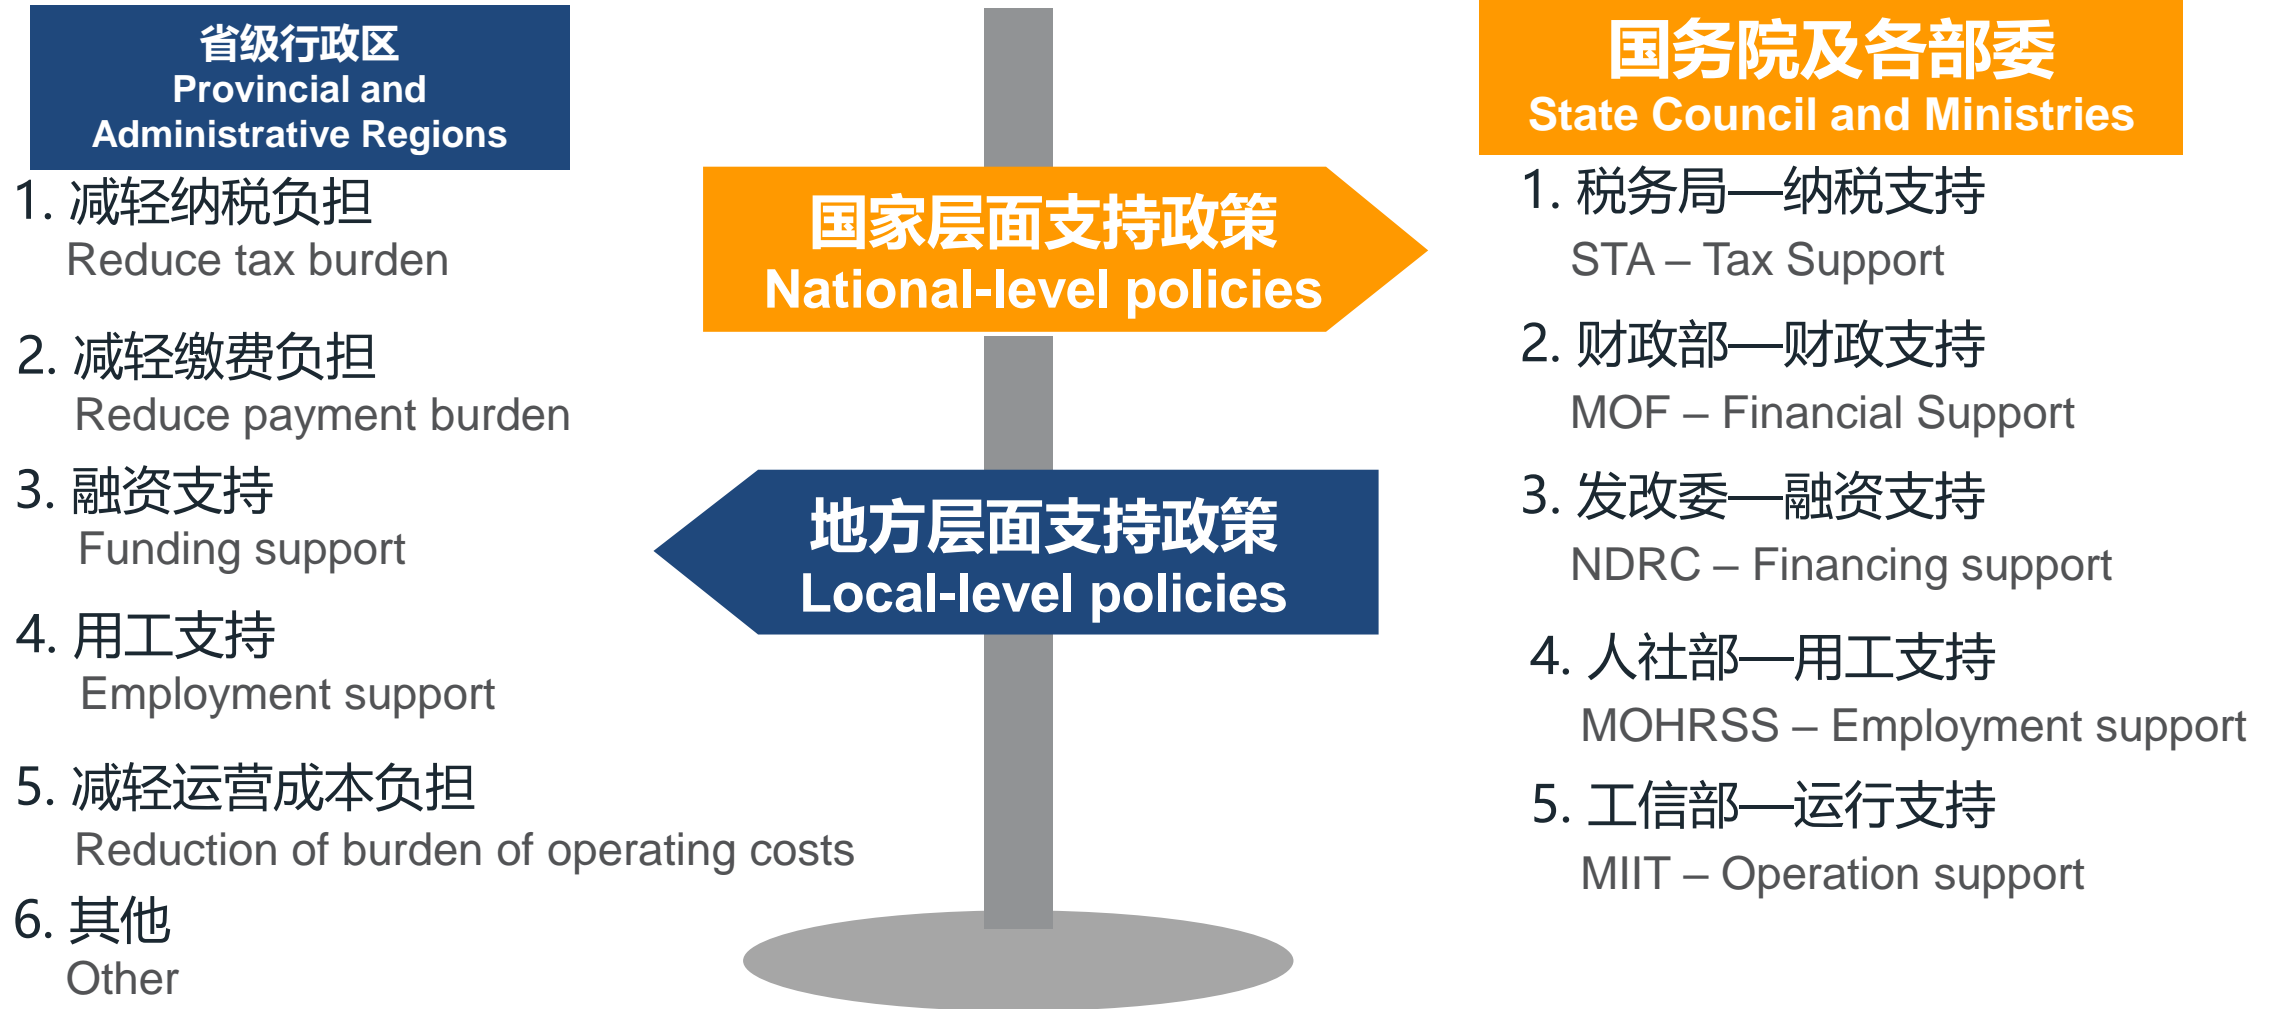 省级行政区
Provincial and
Administrative Regions
1. 减轻纳税负担
Reduce tax burden
2. 减轻缴费负担
Reduce payment burden
3. 融资支持
Funding support
4. 用工支持
Employment support
5. 减轻运营成本负担
Reduction of burden of operating costs
6. 其他
Other
国家层面支持政策
National-level policies
地方层面支持政策
Local-level policies
国务院及各部委
State Council and Ministries
1. 税务局—纳税支持
STA – Tax Support
2. 财政部—财政支持
MOF – Financial Support
3. 发改委—融资支持
NDRC – Financing support
4. 人社部—用工支持
MOHRSS – Employment support
5. 工信部—运行支持
MIIT – Operation support